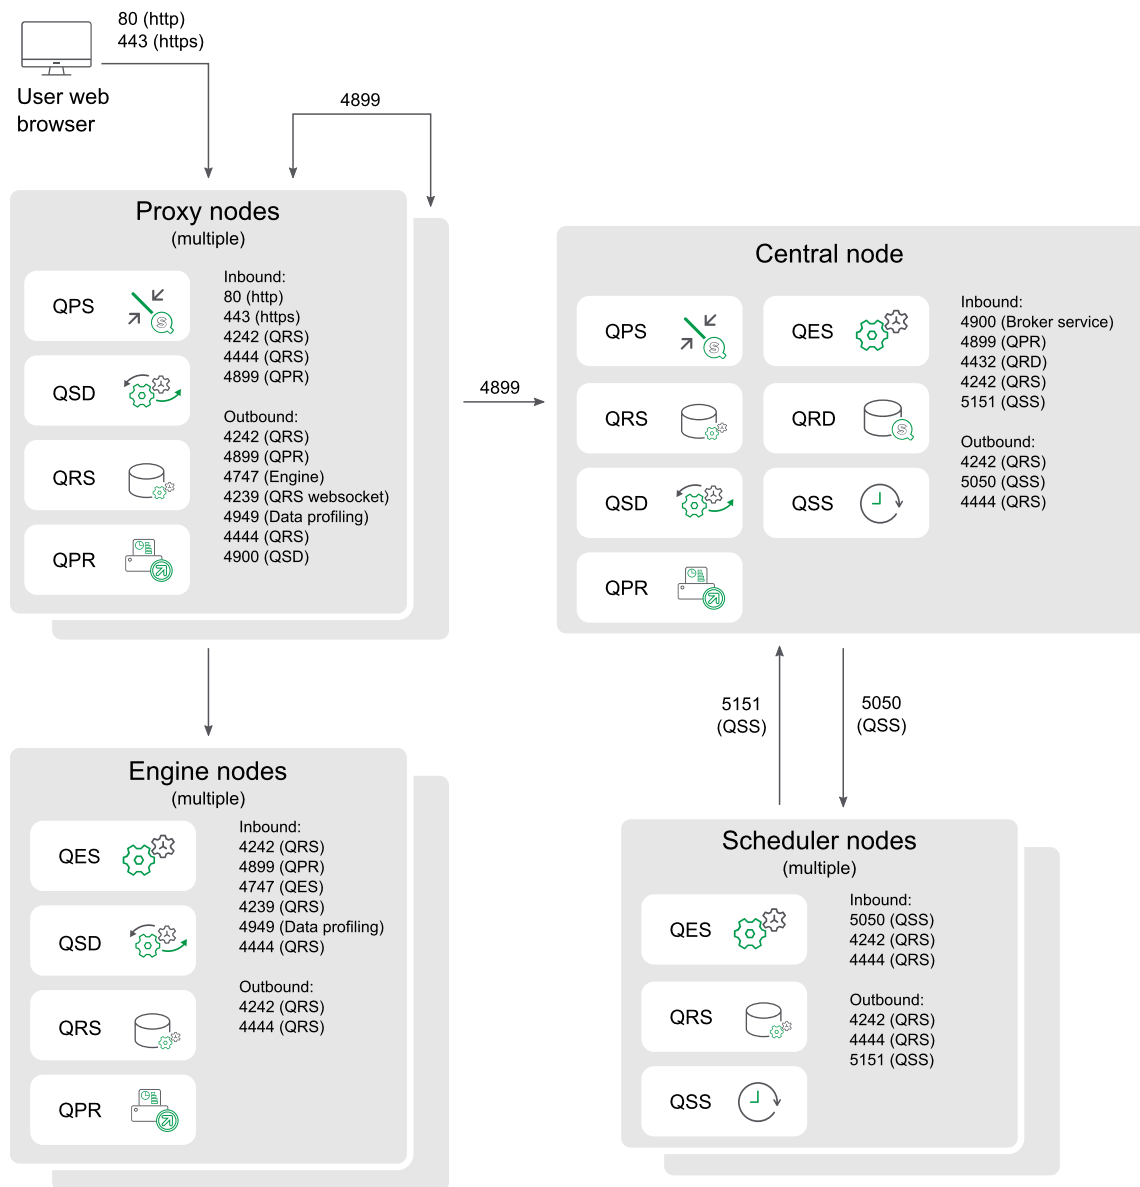 80 (http)
443 (https)
User web
browser
4899
Proxy nodes
(multiple)
QPS
QSD
QRS
QPR
Inbound:
80 (http)
443 (https)
4242 (QRS)
4444 (QRS)
4899 (QPR)
Outbound:
4242 (QRS)
4899 (QPR)
4747 (Engine)
4239 (QRS websocket)
4949 (Data profiling)
4444 (QRS)
4900 (QSD)
4899
Central node
QPS
QES
QRS
QRD
QSD
QSS
QPR
Inbound:
4900 (Broker service)
4899 (QPR)
4432 (QRD)
4242 (QRS)
5151 (QSS)
Outbound:
4242 (QRS)
5050 (QSS)
4444 (QRS)
5151
(QSS)
5050
(QSS)
Engine nodes
(multiple)
QES
QSD
QRS
QPR
Inbound:
4242 (QRS)
4899 (QPR)
4747 (QES)
4239 (QRS)
4949 (Data profiling)
4444 (QRS)
Outbound:
4242 (QRS)
4444 (QRS)
Scheduler nodes
(multiple)
QES
QRS
QSS
Inbound:
5050 (QSS)
4242 (QRS)
4444 (QRS)
Outbound:
4242 (QRS)
4444 (QRS)
5151 (QSS)